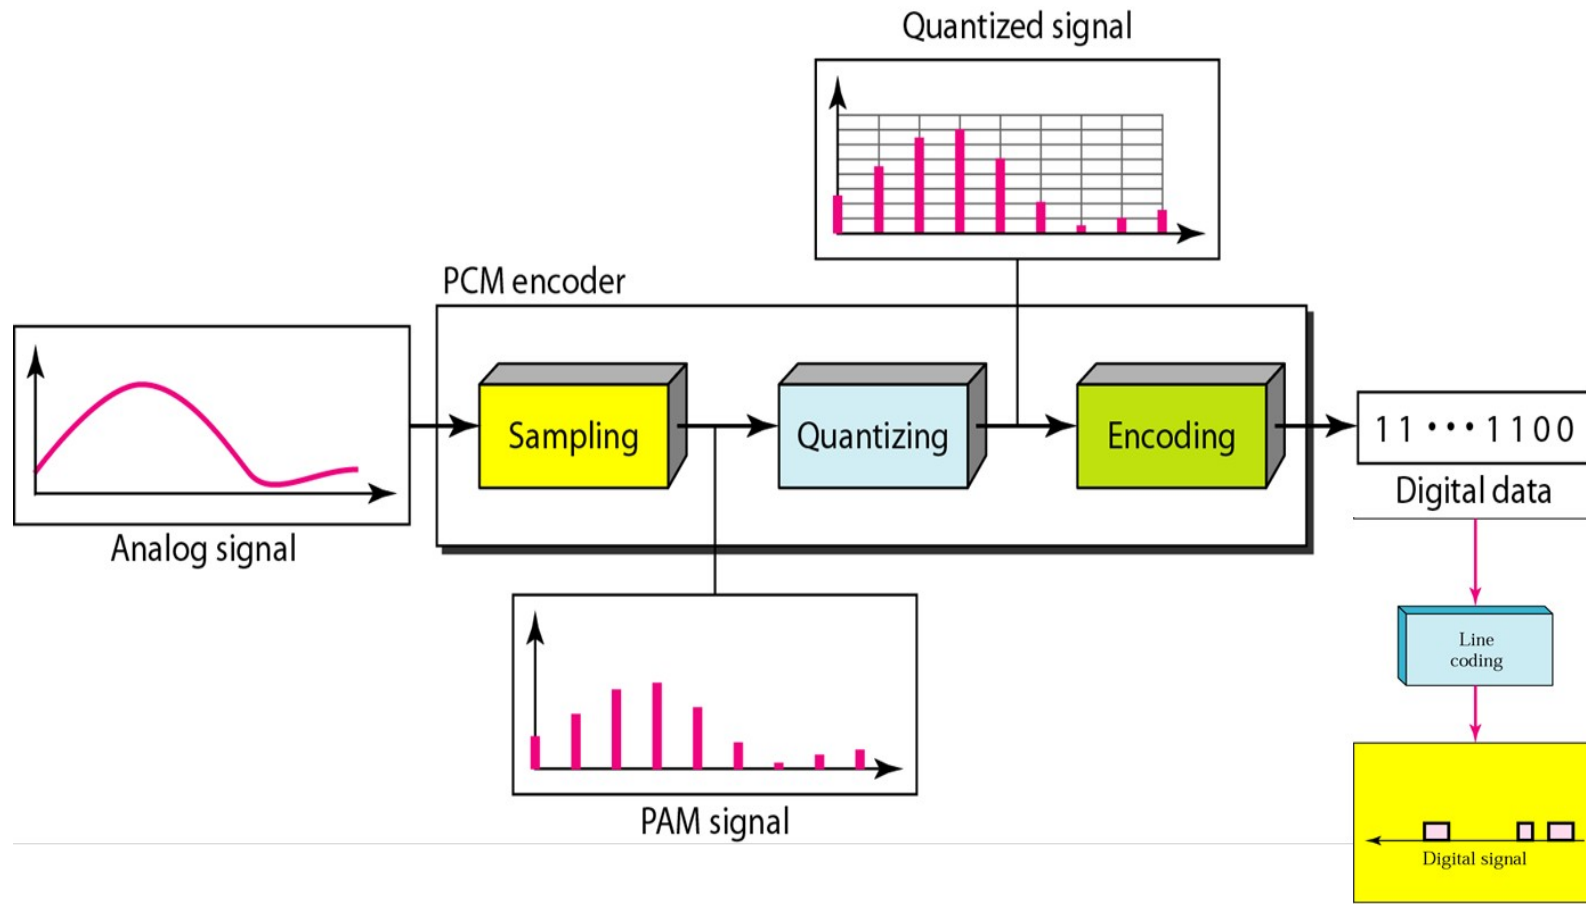 Quantized signal
PCM encoder
Sampling
Quantizing
Encoding
11•••1100
Digital data
Analog signal
Line
coding
PAM signal
Digital signal